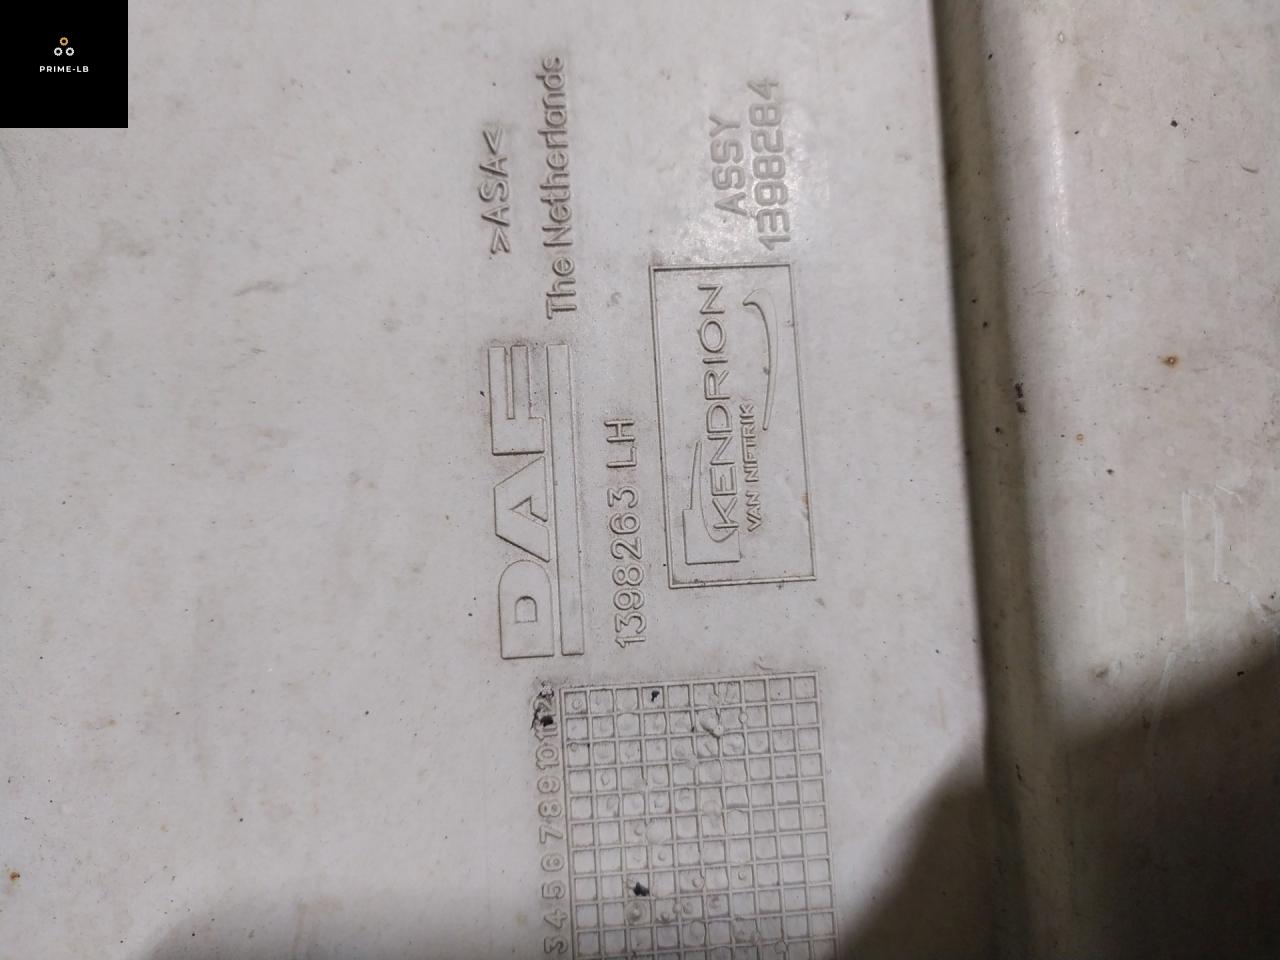 PRIME-LB
>ASA<
DAF The Netherlands
1398263 LH
KENDRION
VAN NIFTRIK
ASSY
1398284
3 4 5 6 7 8 9 10 11 12